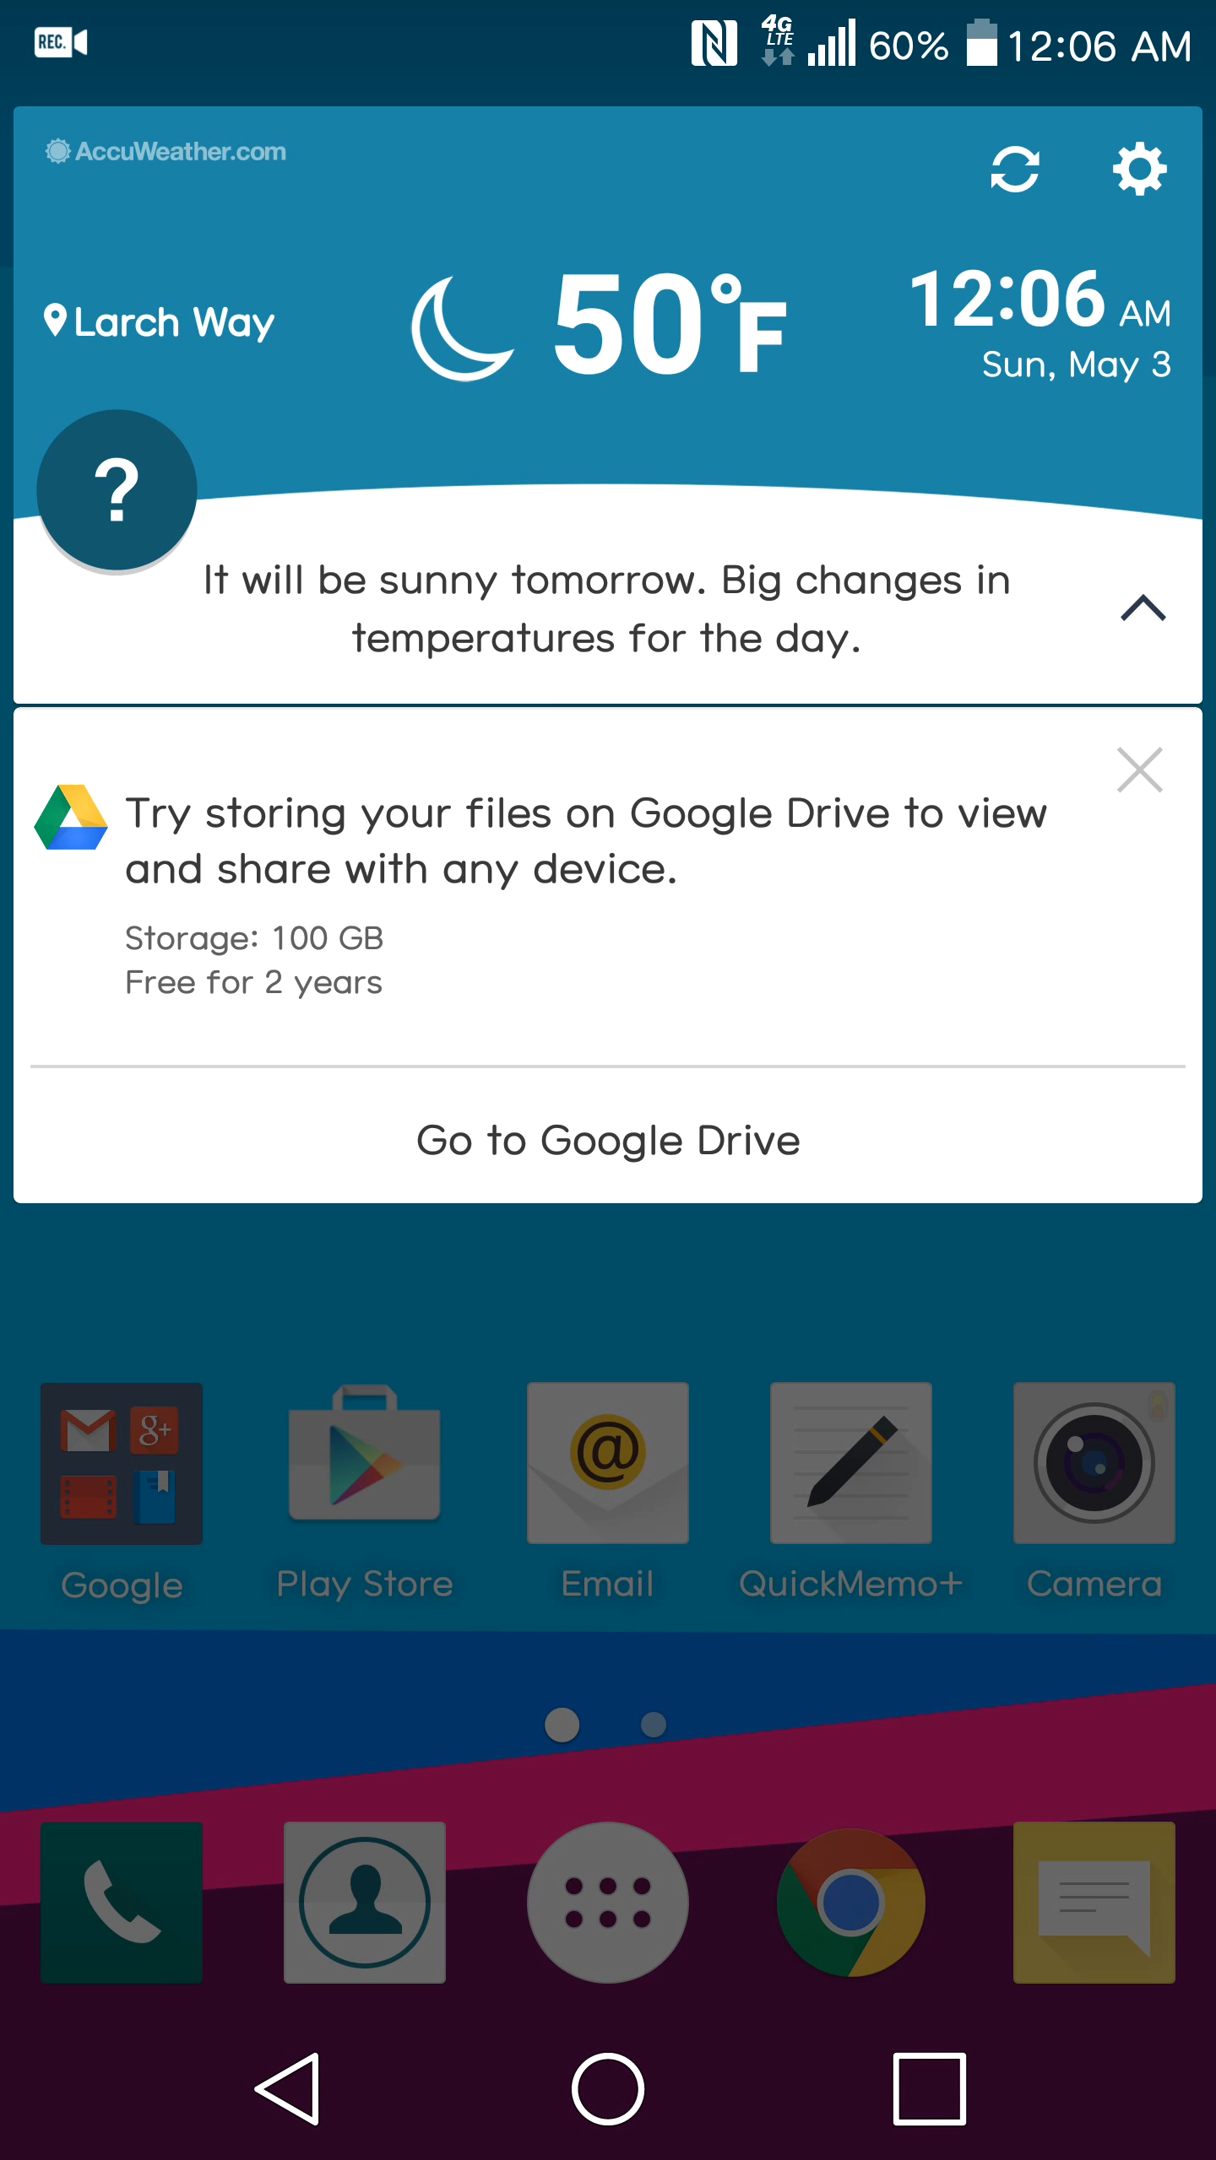 REC.
4G
LTE
60%
12:06 AM
AccuWeather.com
Larch Way
50°F
12:06 AM
Sun, May 3
?
It will be sunny tomorrow. Big changes in
temperatures for the day.
Try storing your files on Google Drive to view
and share with any device.
Storage: 100 GB
Free for 2 years
Go to Google Drive
g+
@
Google
Play Store
Email
QuickMemo+
Camera